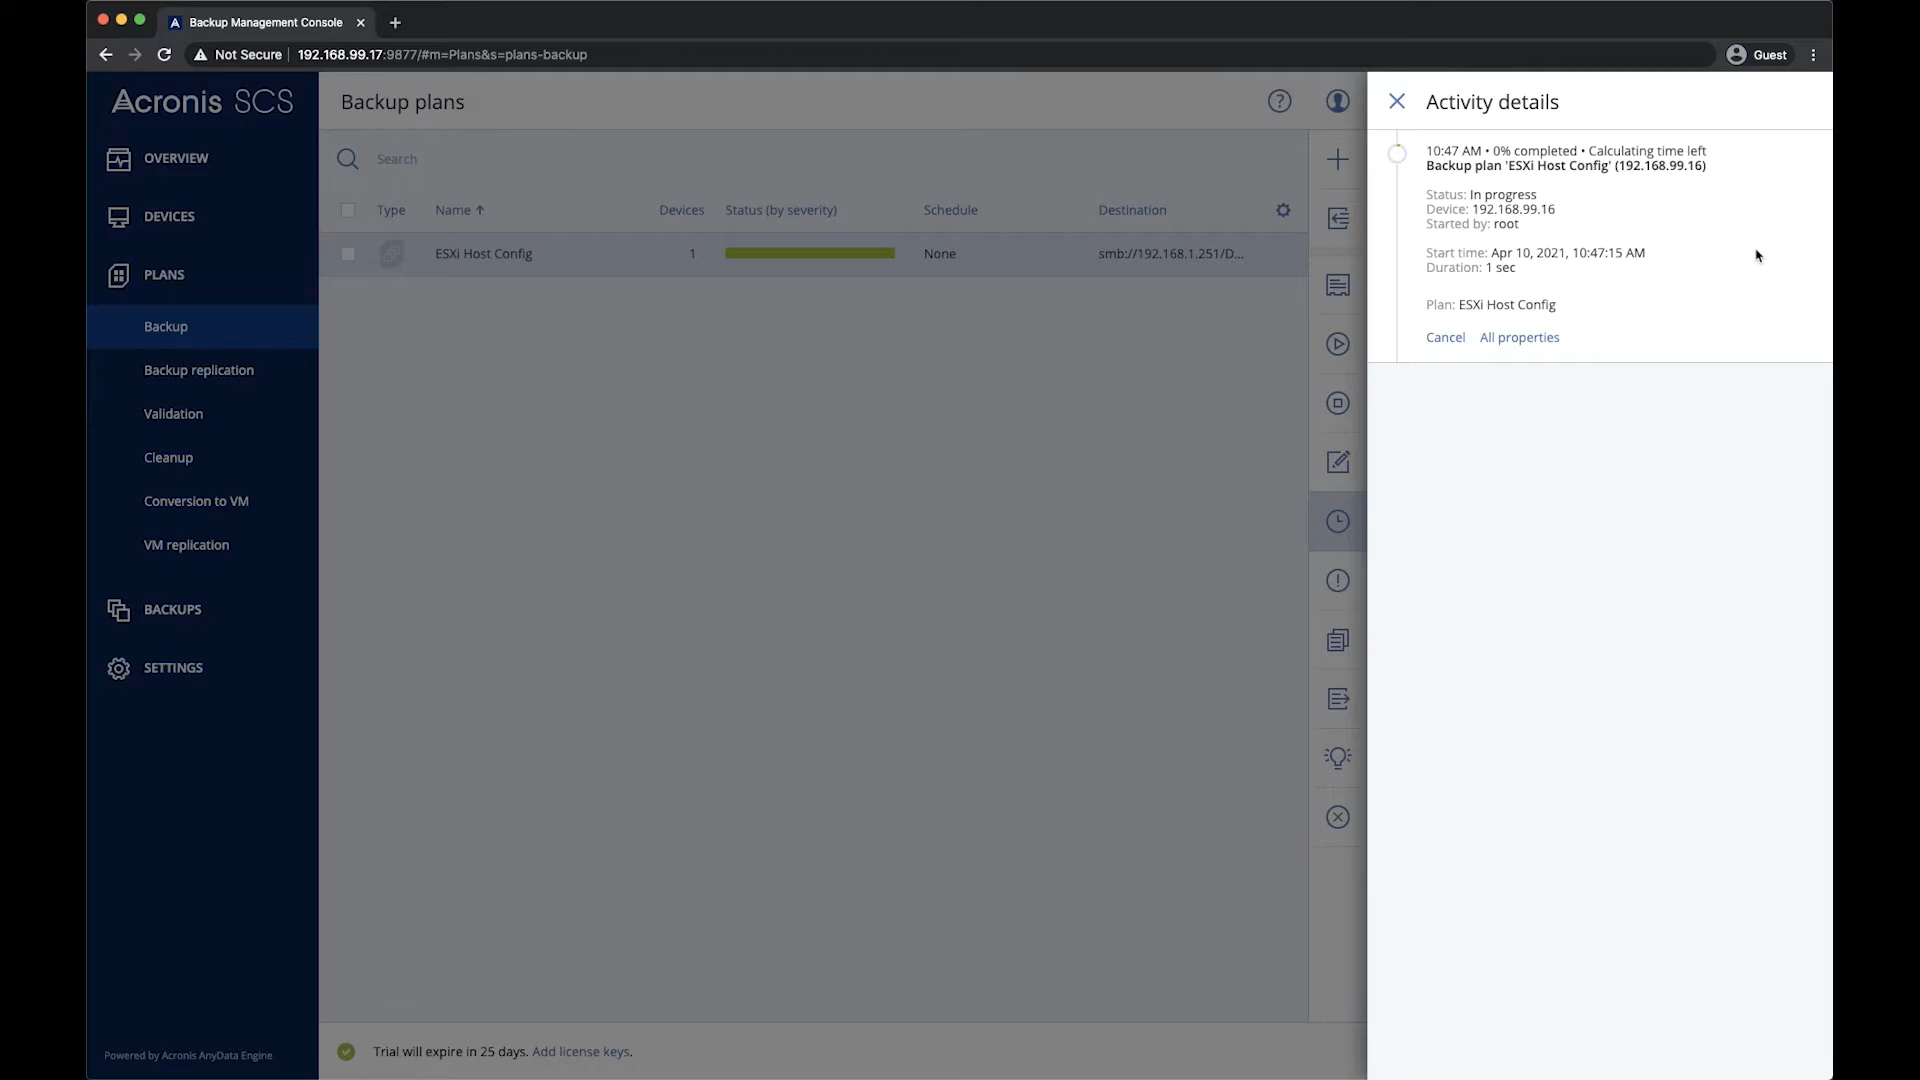 Backup Management Console
Not Secure 192.168.99.17:9877/#m=Plans&s=plans-backup
Guest
Acronis SCS
OVERVIEW
DEVICES
PLANS
Backup
Backup replication
Validation
Cleanup
Conversion to VM
VM replication
BACKUPS
SETTINGS
Powered by Acronis AnyData Engine
Backup plans
Search
Type Name ↑ Devices Status (by severity) Schedule Destination
ESXi Host Config 1 None smb://192.168.1.251/D...
Trial will expire in 25 days. Add license keys.
Activity details
10:47 AM • 0% completed • Calculating time left
Backup plan 'ESXi Host Config' (192.168.99.16)
Status: In progress
Device: 192.168.99.16
Started by: root
Start time: Apr 10, 2021, 10:47:15 AM
Duration: 1 sec
Plan: ESXi Host Config
Cancel All properties